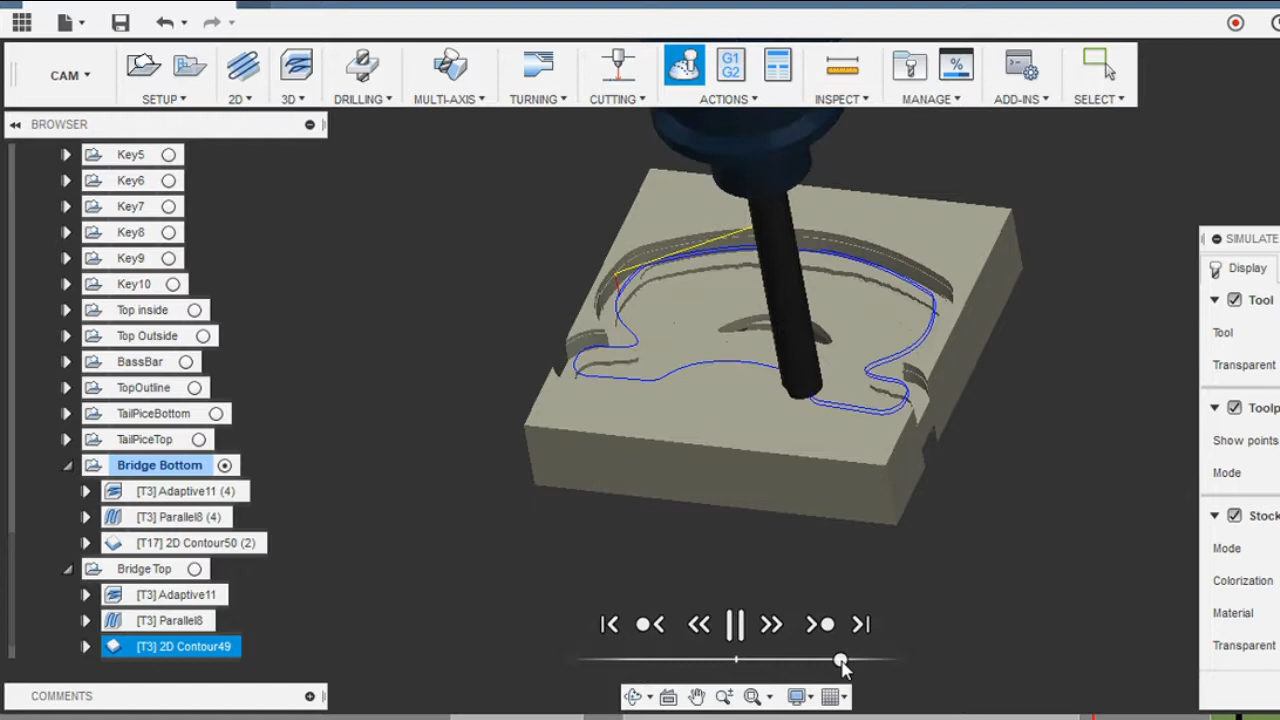 CAM
SETUP
2D
3D
DRILLING
MULTI-AXIS
TURNING
CUTTING
G1
G2
ACTIONS
%
INSPECT
MANAGE
ADD-INS
SELECT
BROWSER
Key5
Key6
Key7
Key8
Key9
Key10
Top inside
Top Outside
BassBar
TopOutline
TailPiceBottom
TailPiceTop
Bridge Bottom
[T3] Adaptive11 (4)
[T3] Parallel8 (4)
[T17] 2D Contour50 (2)
Bridge Top
[T3] Adaptive11
[T3] Parallel8
[T3] 2D Contour49
COMMENTS
SIMULATE
Display
Tool
Tool
Transparent
Toolp
Show points
Mode
Stock
Mode
Colorization
Material
Transparent